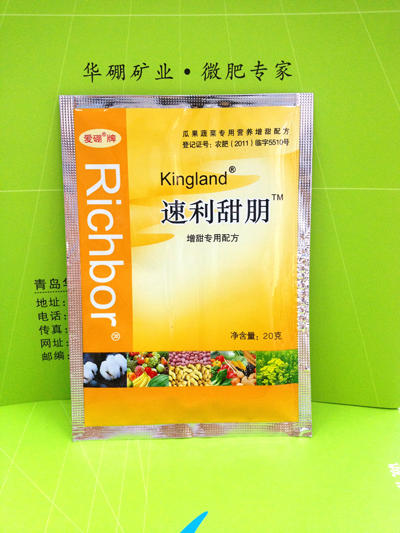 华硼矿业·微肥专家
爱硼®牌
瓜果蔬菜专用营养增甜配方
登记证号：农肥（2011）临字5510号
Richbor®
Kingland®
速利甜朋™
增甜专用配方
净含量：20克
青岛华
地址：
电话：
传真：
网址：
邮编：